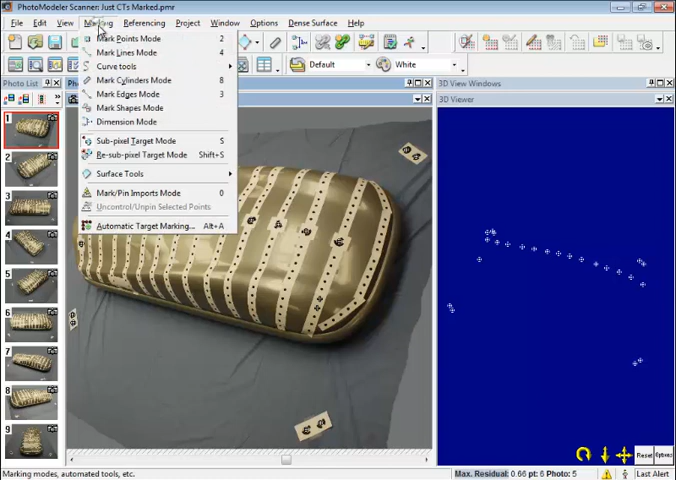 PhotoModeler Scanner: Just CTs Marked.pmr
File Edit View Marking Referencing Project Window Options Dense Surface Help
Mark Points Mode 2
Mark Lines Mode 4
Curve tools
Mark Cylinders Mode 8
Mark Edges Mode 3
Mark Shapes Mode
Dimension Mode
Sub-pixel Target Mode S
Re-sub-pixel Target Mode Shift+S
Surface Tools
Mark/Pin Imports Mode 0
Uncontrol/Unpin Selected Points
Automatic Target Marking... Alt+A
Default White
Photo List
3D View Windows
3D Viewer
1
2
3
4
5
6
7
8
9
Reset Options
Marking modes, automated tools, etc.
Max. Residual: 0.66 pt: 6 Photo: 5
Last Alert